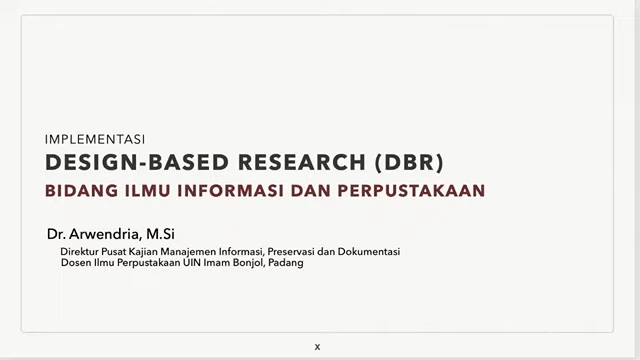 IMPLEMENTASI
DESIGN-BASED RESEARCH (DBR)
BIDANG ILMU INFORMASI DAN PERPUSTAKAAN
Dr. Arwendria, M.Si
Direktur Pusat Kajian Manajemen Informasi, Preservasi dan Dokumentasi
Dosen Ilmu Perpustakaan UIN Imam Bonjol, Padang
x